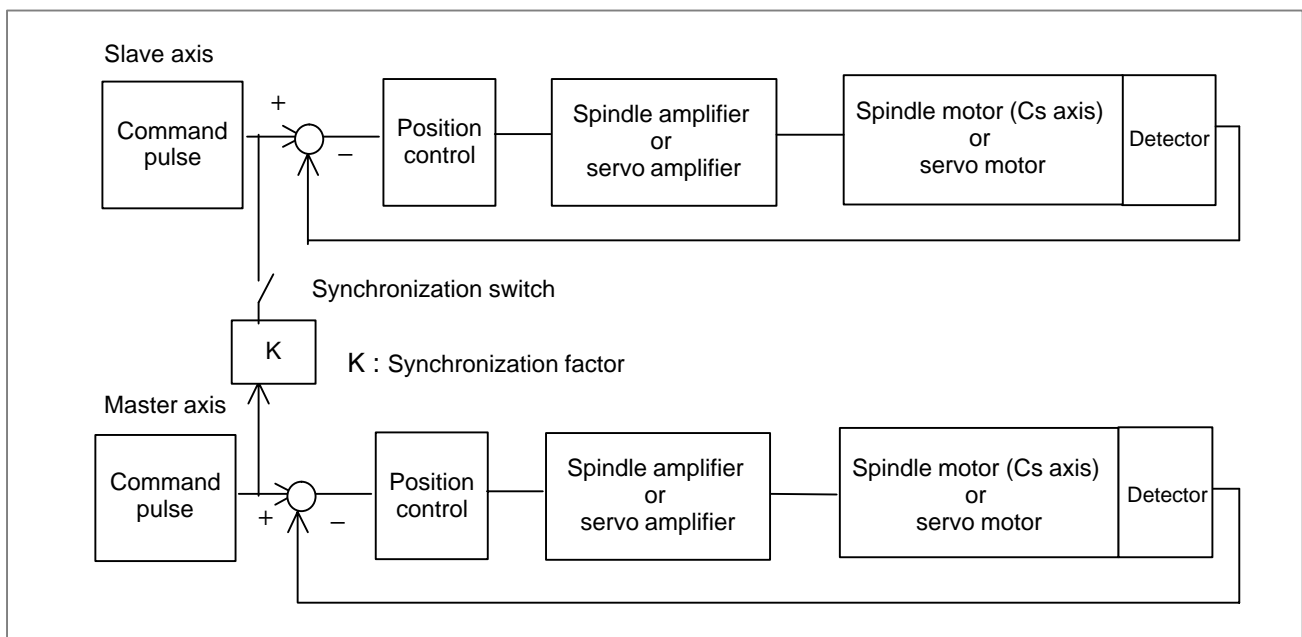 Slave axis
+
Command
pulse
−
Position
control
Spindle amplifier
or
servo amplifier
Spindle motor (Cs axis)
or
servo motor
Detector
Synchronization switch
K
K : Synchronization factor
Master axis
Command
pulse
+
−
Position
control
Spindle amplifier
or
servo amplifier
Spindle motor (Cs axis)
or
servo motor
Detector